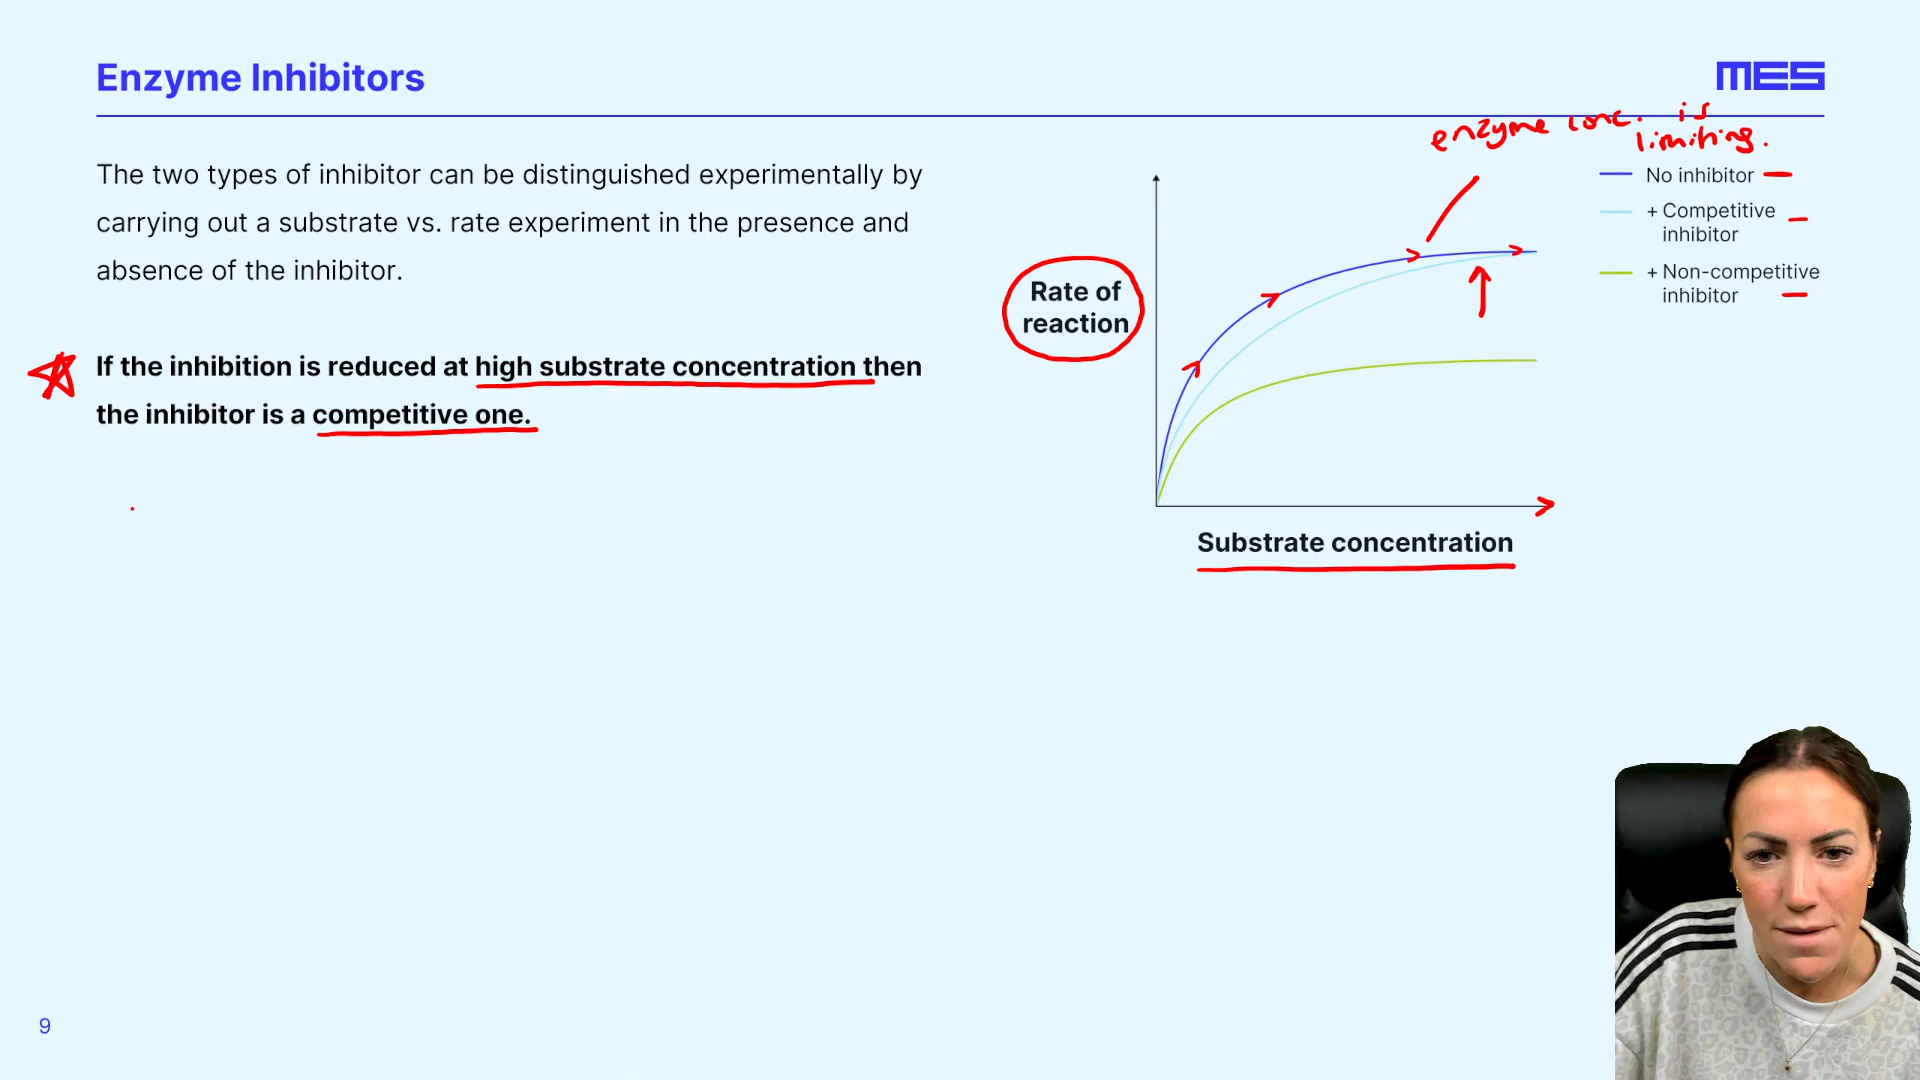 Enzyme Inhibitors
MES
enzyme conc. is
limiting.
The two types of inhibitor can be distinguished experimentally by
carrying out a substrate vs. rate experiment in the presence and
absence of the inhibitor.
If the inhibition is reduced at high substrate concentration then
the inhibitor is a competitive one.
Rate of
reaction
Substrate concentration
No inhibitor
+ Competitive
inhibitor
+ Non-competitive
inhibitor
9